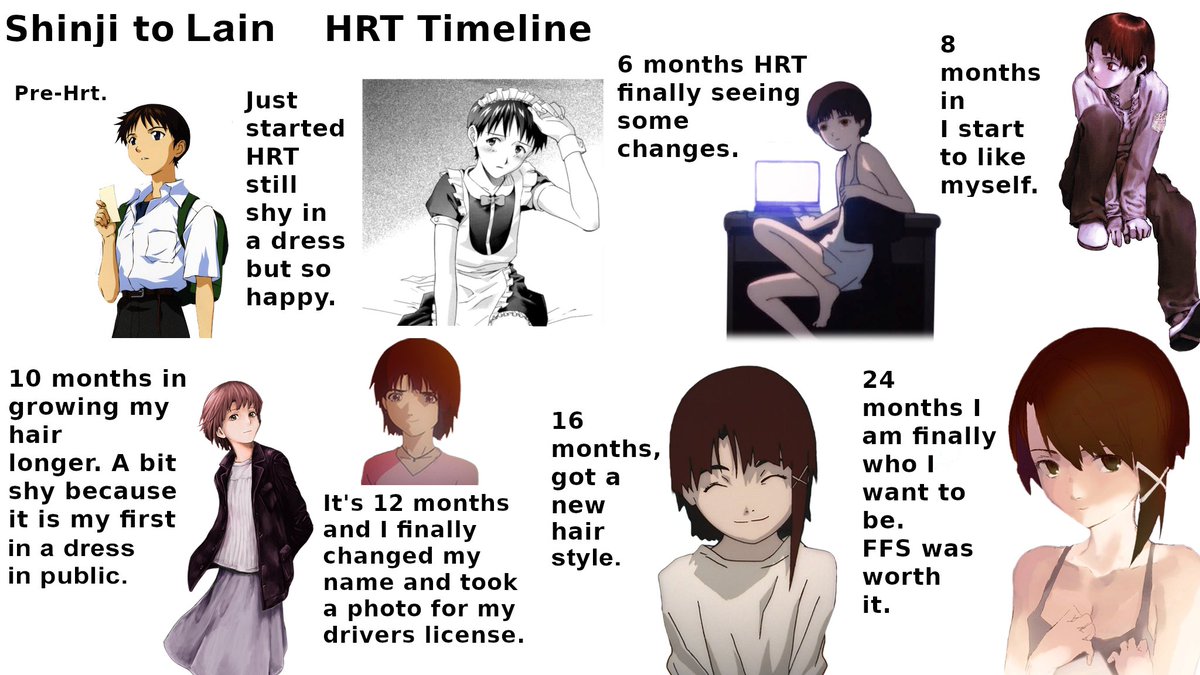 Shinji to Lain HRT Timeline
Pre-Hrt.
Just
started
HRT
still
shy in
a dress
but so
happy.
6 months HRT
finally seeing
some
changes.
8
months
in
I start
to like
myself.
10 months in
growing my
hair
longer. A bit
shy because
it is my first
in a dress
in public.
It's 12 months
and I finally
changed my
name and took
a photo for my
drivers license.
16
months,
got a
new
hair
style.
24
months I
am finally
who I
want to
be.
FFS was
worth
it.